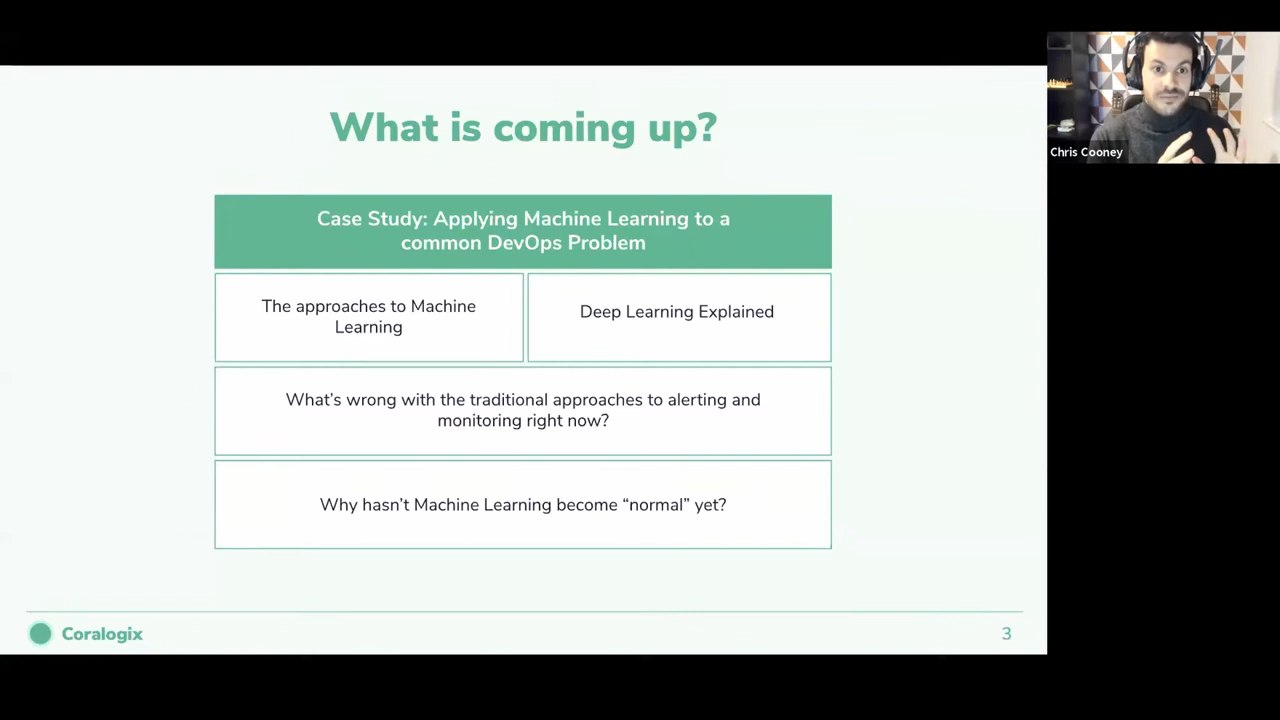 What is coming up?
Case Study: Applying Machine Learning to a
common DevOps Problem
The approaches to Machine
Learning
Deep Learning Explained
What’s wrong with the traditional approaches to alerting and
monitoring right now?
Why hasn’t Machine Learning become “normal” yet?
Coralogix
3
Chris Cooney